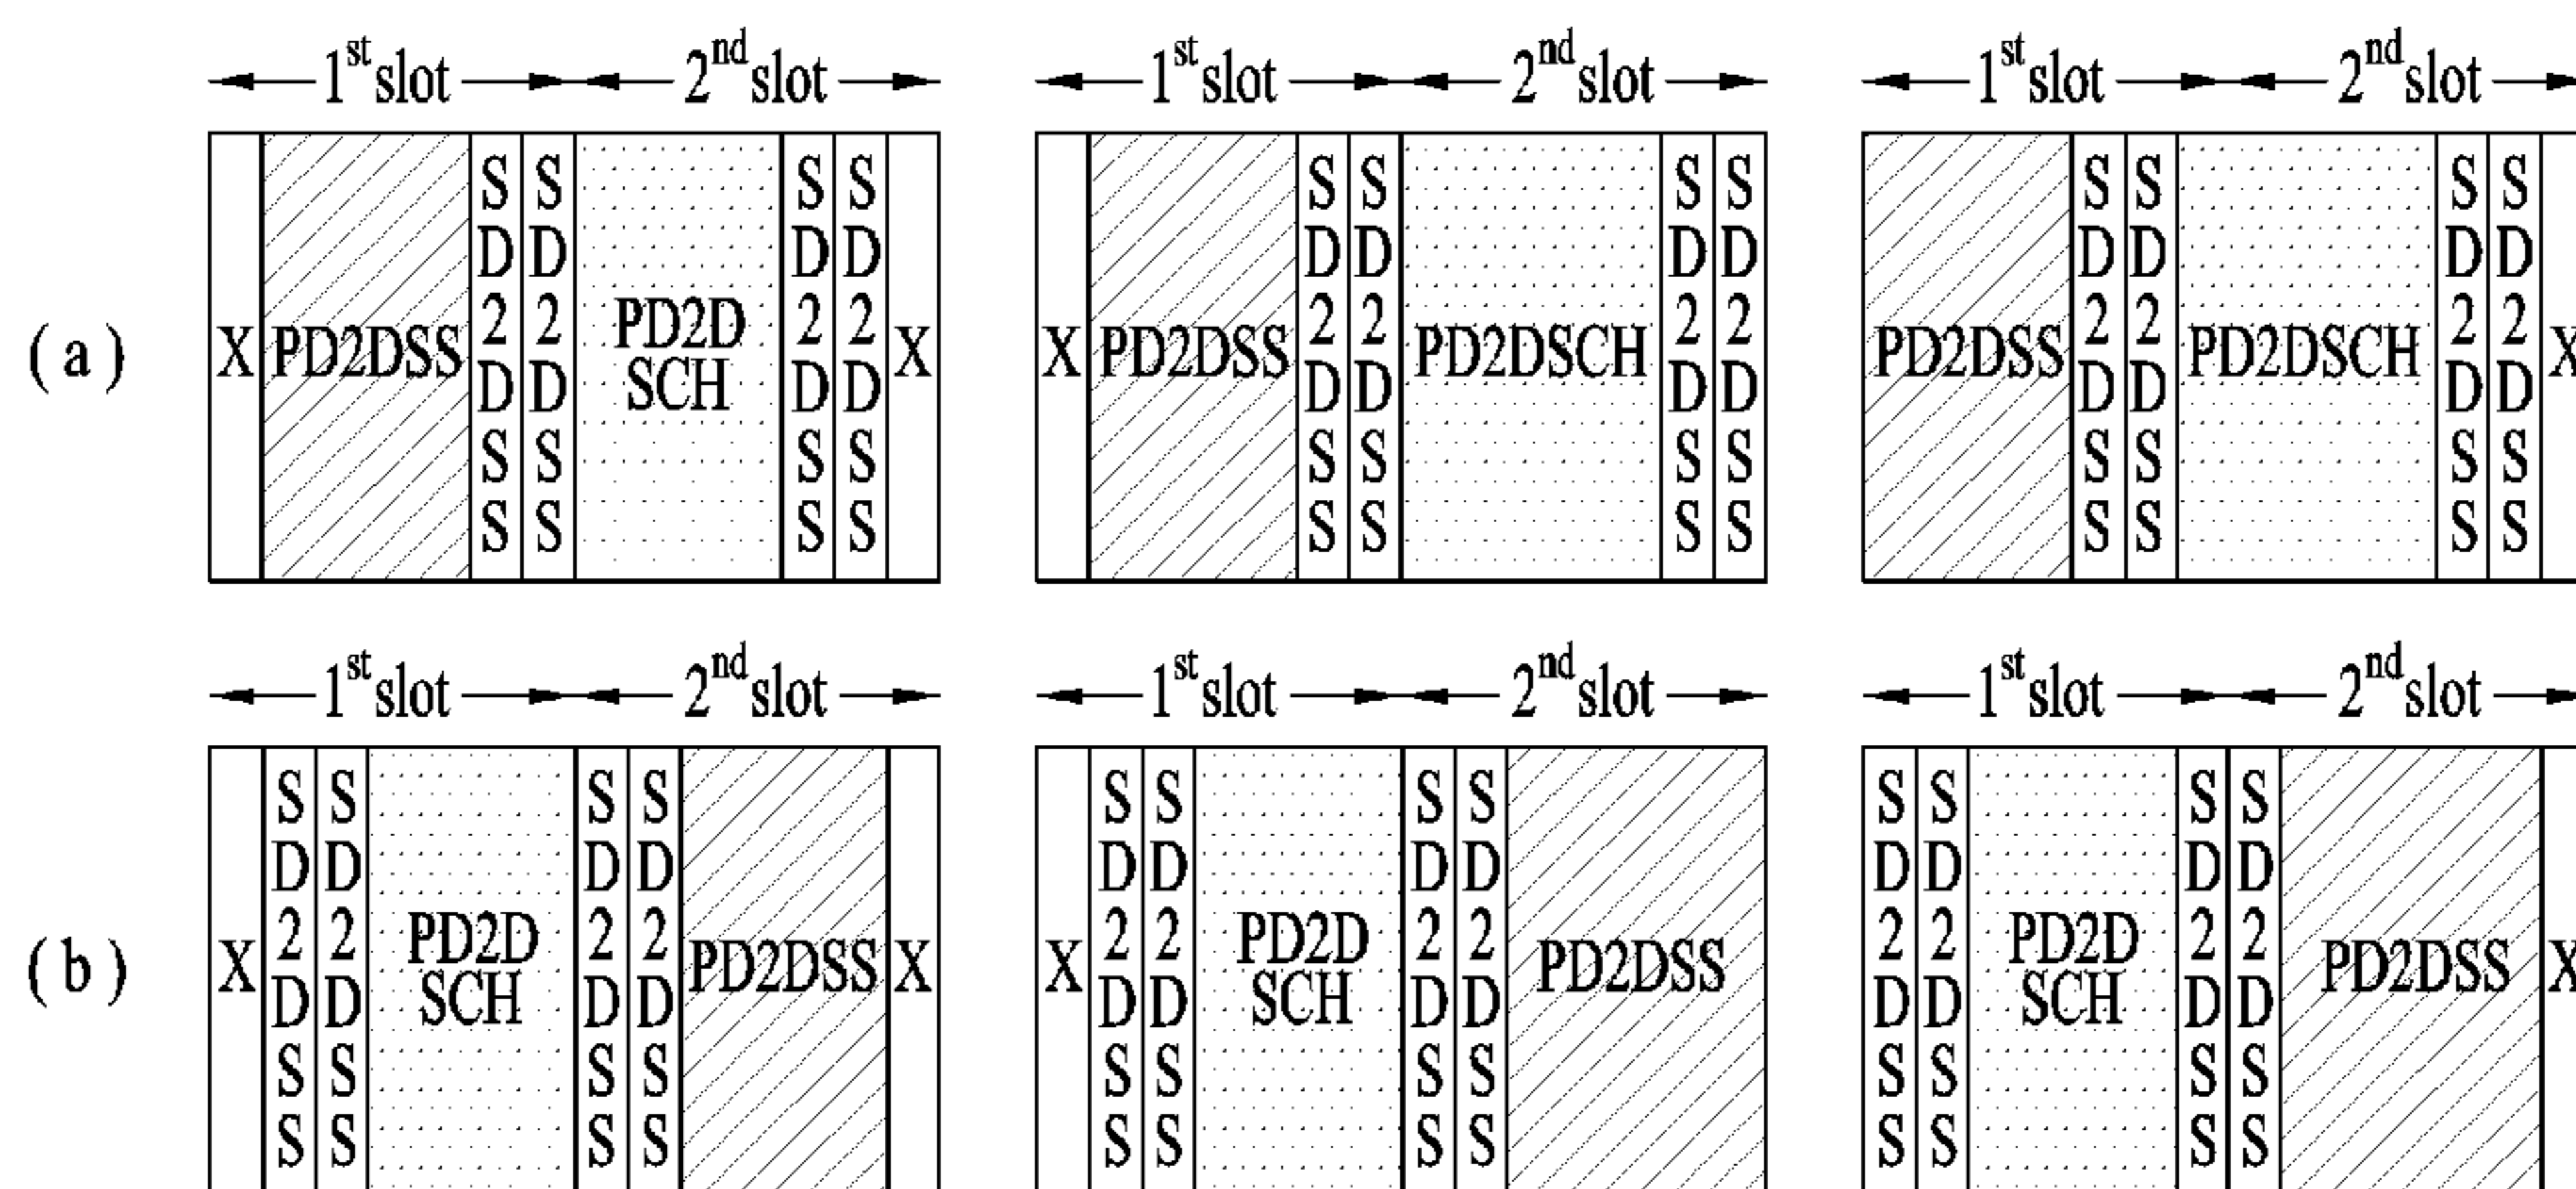 1st slot 2nd slot 1st slot 2nd slot 1st slot 2nd slot
(a) X PD2DSS SD2DSS SD2DSS PD2D SCH SD2DSS SD2DSS X
X PD2DSS SD2DSS SD2DSS PD2DSCH SD2DSS SD2DSS
PD2DSS SD2DSS SD2DSS PD2DSCH SD2DSS SD2DSS X
1st slot 2nd slot 1st slot 2nd slot 1st slot 2nd slot
(b) X SD2DSS SD2DSS PD2D SCH SD2DSS SD2DSS PD2DSS X
X SD2DSS SD2DSS PD2D SCH SD2DSS SD2DSS PD2DSS
SD2DSS SD2DSS PD2D SCH SD2DSS SD2DSS PD2DSS X